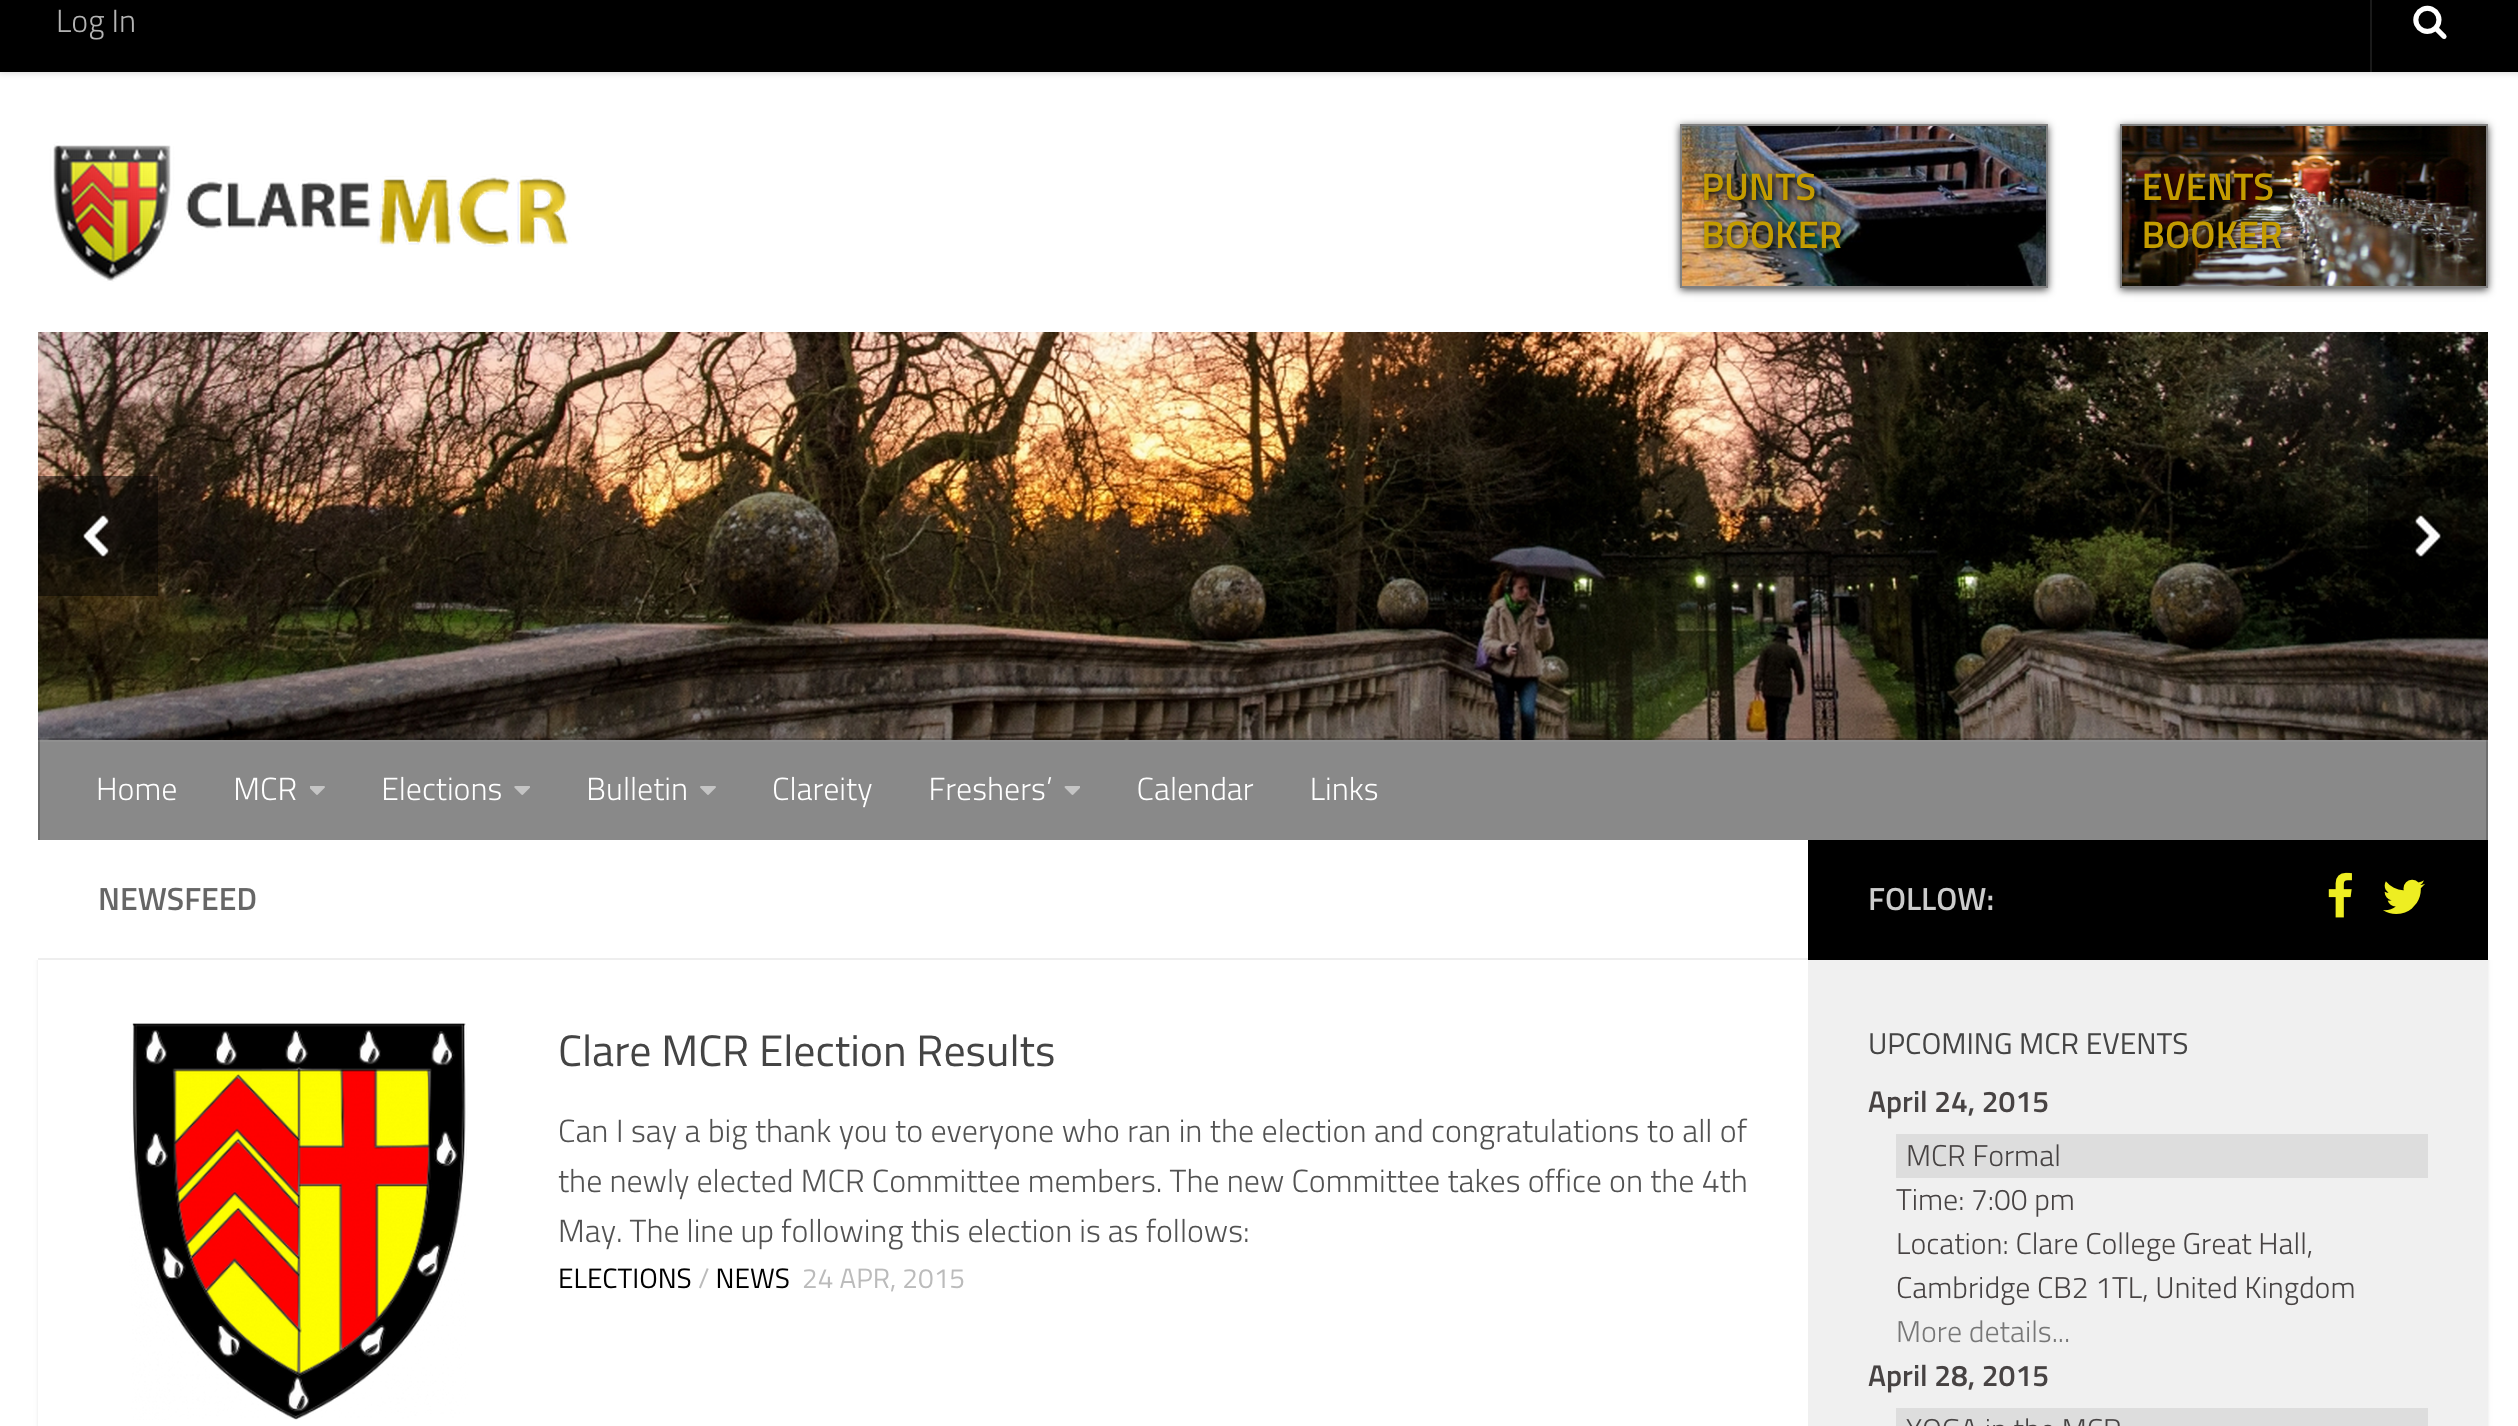 Log In
CLARE MCR
PUNTS
BOOKER
EVENTS
BOOKER
Home MCR Elections Bulletin Clareity Freshers’ Calendar Links
NEWSFEED
FOLLOW:
Clare MCR Election Results
Can I say a big thank you to everyone who ran in the election and congratulations to all of
the newly elected MCR Committee members. The new Committee takes office on the 4th
May. The line up following this election is as follows:
ELECTIONS / NEWS 24 APR, 2015
UPCOMING MCR EVENTS
April 24, 2015
MCR Formal
Time: 7:00 pm
Location: Clare College Great Hall,
Cambridge CB2 1TL, United Kingdom
More details...
April 28, 2015
YOGA in the MCR